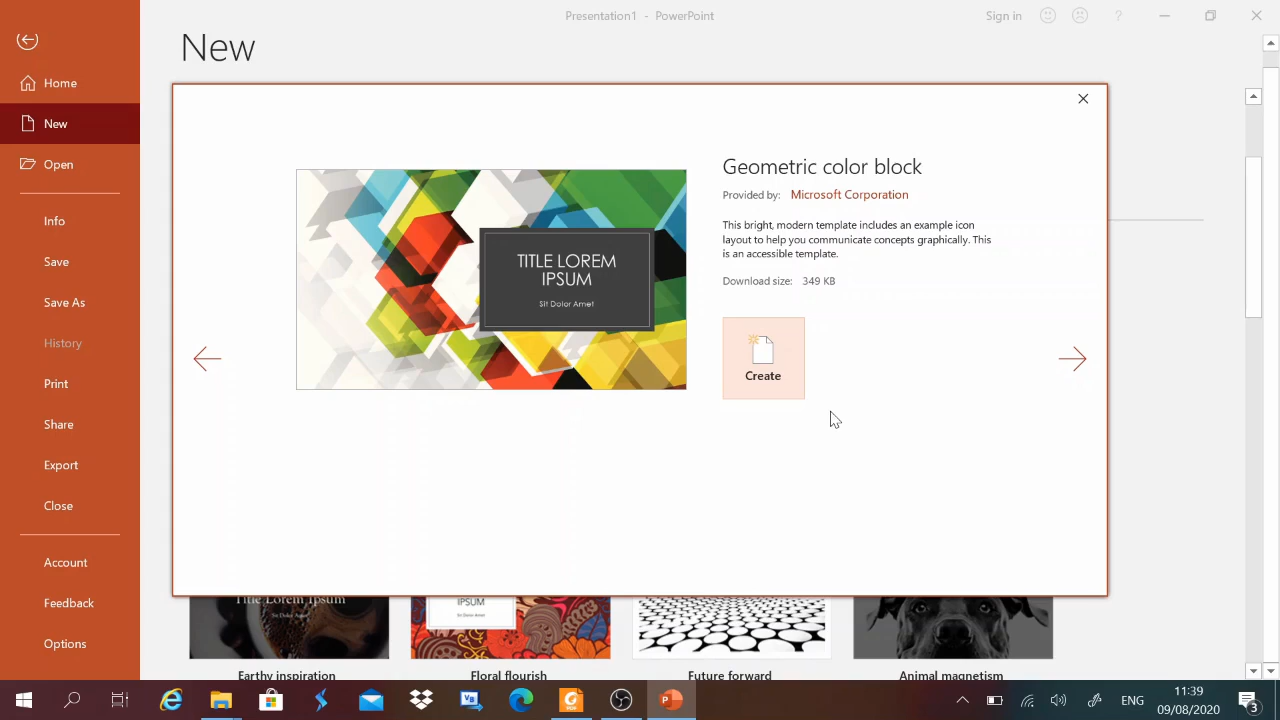 Presentation1 - PowerPoint
Sign in
?
New
Home
New
Open
Info
Save
Save As
History
Print
Share
Export
Close
Account
Feedback
Options
TITLE LOREM
IPSUM
Sit Dolor Amet
Geometric color block
Provided by: Microsoft Corporation
This bright, modern template includes an example icon
layout to help you communicate concepts graphically. This
is an accessible template.
Download size: 349 KB
Create
Title Lorem Ipsum
IPSUM
Sit Dolor Amet
Earthy inspiration
Floral flourish
Future forward
Animal magnetism
ENG
11:39
09/08/2020
3